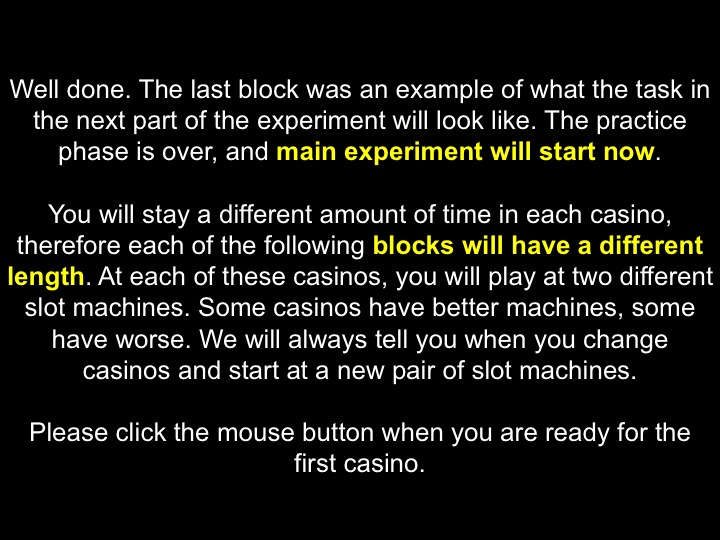 Well done. The last block was an example of what the task in
the next part of the experiment will look like. The practice
phase is over, and main experiment will start now.
You will stay a different amount of time in each casino,
therefore each of the following blocks will have a different
length. At each of these casinos, you will play at two different
slot machines. Some casinos have better machines, some
have worse. We will always tell you when you change
casinos and start at a new pair of slot machines.
Please click the mouse button when you are ready for the
first casino.